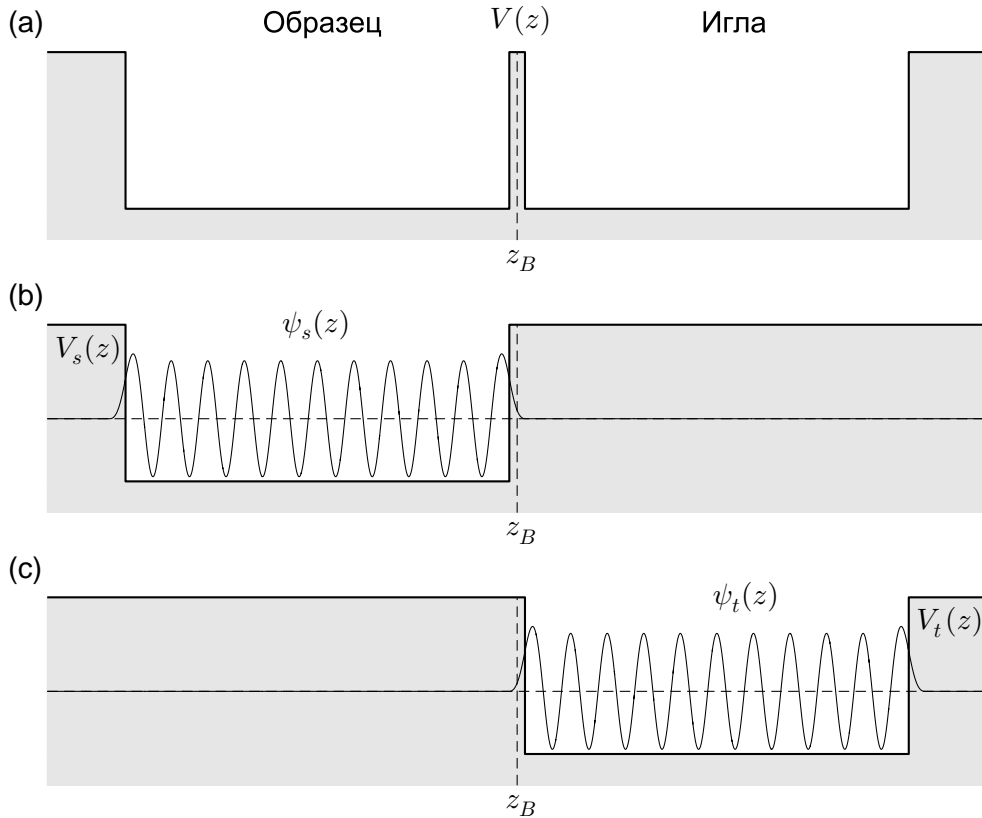 (a) Образец V(z) Игла
z_B
(b)
ψ_s(z)
V_s(z)
z_B
(c)
ψ_t(z)
V_t(z)
z_B